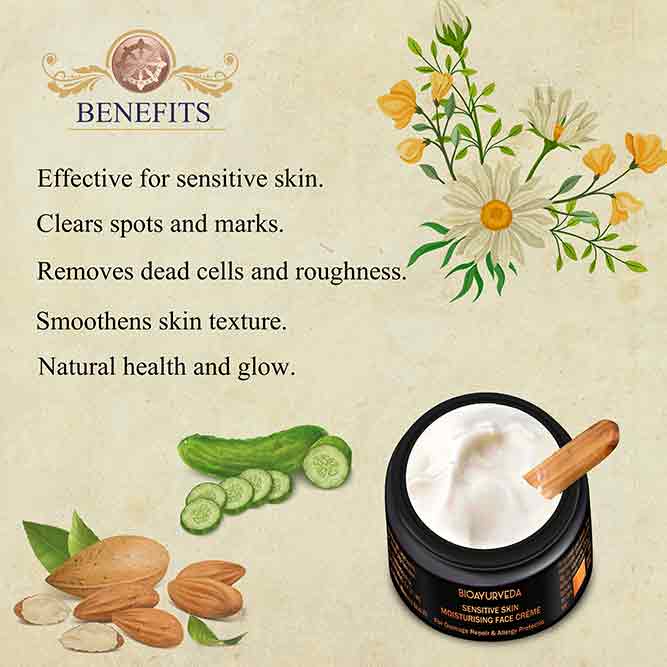 BENEFITS
Effective for sensitive skin.
Clears spots and marks.
Removes dead cells and roughness.
Smoothens skin texture.
Natural health and glow.
BIOAYURVEDA
SENSITIVE SKIN
MOISTURISING FACE CRÈME
For Damage Repair & Allergy Protection